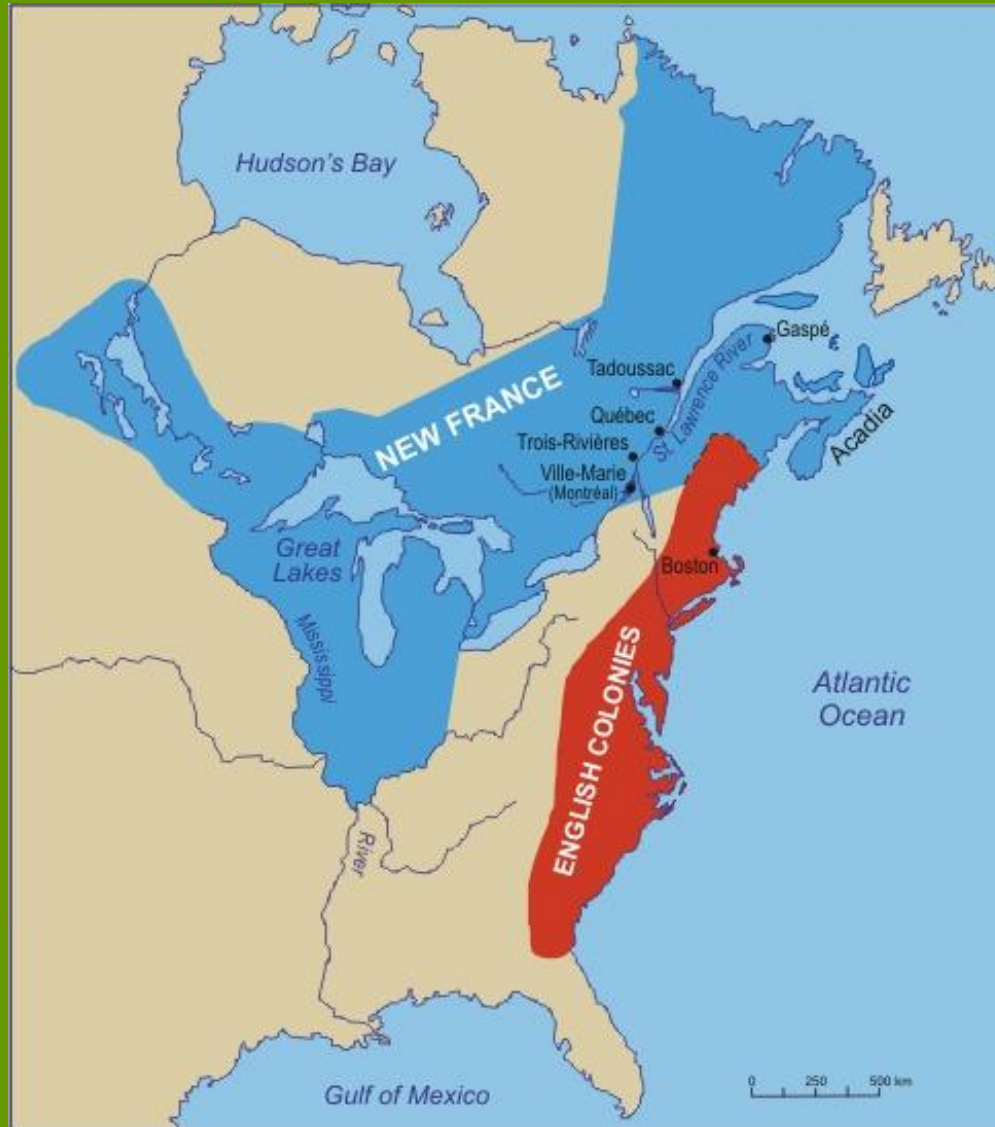 Hudson's Bay
Gaspé
Tadoussac
St. Lawrence River
Québec
NEW FRANCE
Trois-Rivières
Acadia
Ville-Marie
(Montréal)
Great
Lakes
Boston
Mississippi
ENGLISH COLONIES
Atlantic
Ocean
River
Gulf of Mexico
0 250 500 km